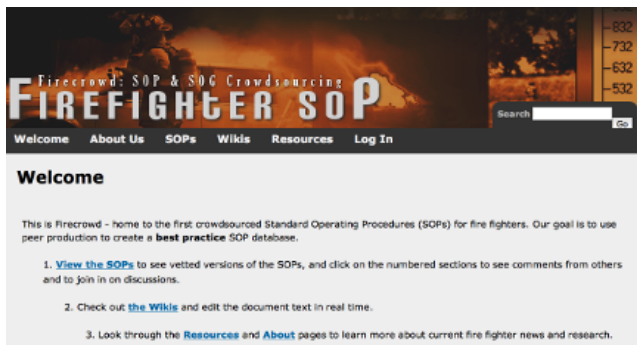 -832
-732
-632
-532
Firecrowd: SOP & SOG Crowdsourcing
FIREFIGHtER SOP
Search
Go
Welcome About Us SOPs Wikis Resources Log In
Welcome
This is Firecrowd - home to the first crowdsourced Standard Operating Procedures (SOPs) for fire fighters. Our goal is to use
peer production to create a best practice SOP database.
1. View the SOPs to see vetted versions of the SOPs, and click on the numbered sections to see comments from others
and to join in on discussions.
2. Check out the Wikis and edit the document text in real time.
3. Look through the Resources and About pages to learn more about current fire fighter news and research.